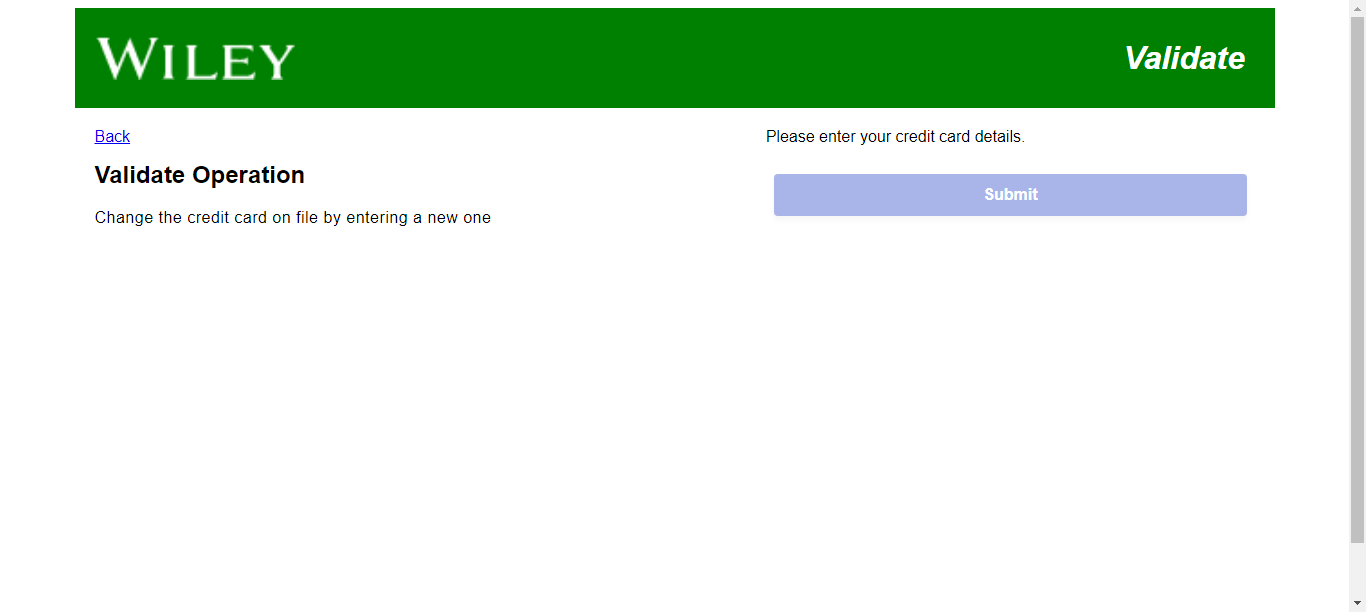 WILEY
Validate
Back
Validate Operation
Change the credit card on file by entering a new one
Please enter your credit card details.
Submit